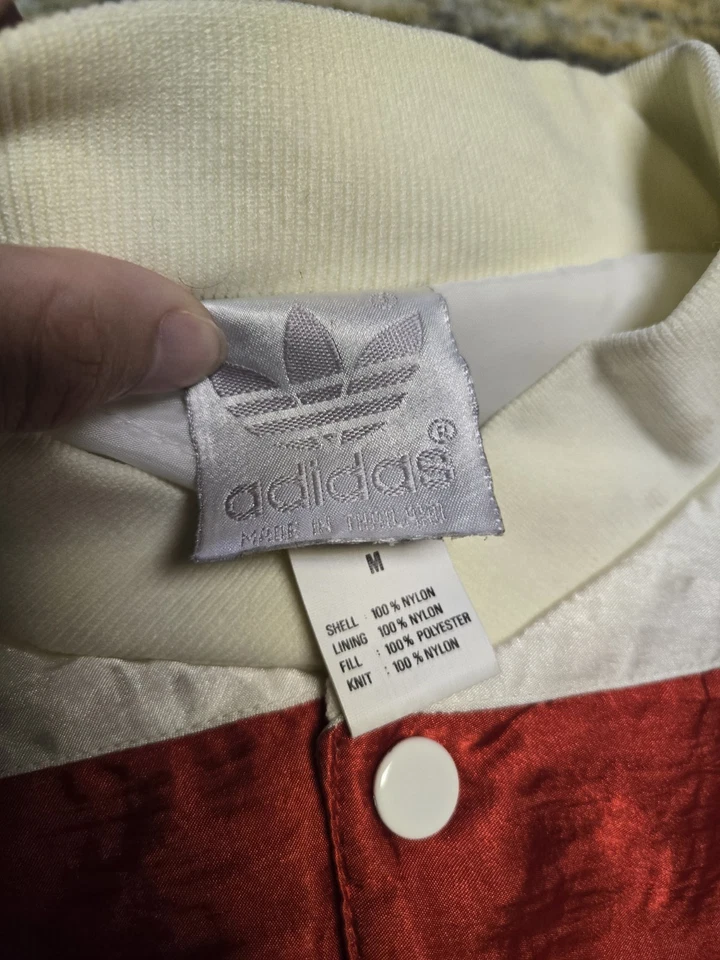 adidas®
MADE IN THAILAND
M
SHELL : 100 % NYLON
LINING 100 % NYLON
FILL : 100 % POLYESTER
KNIT : 100 % NYLON